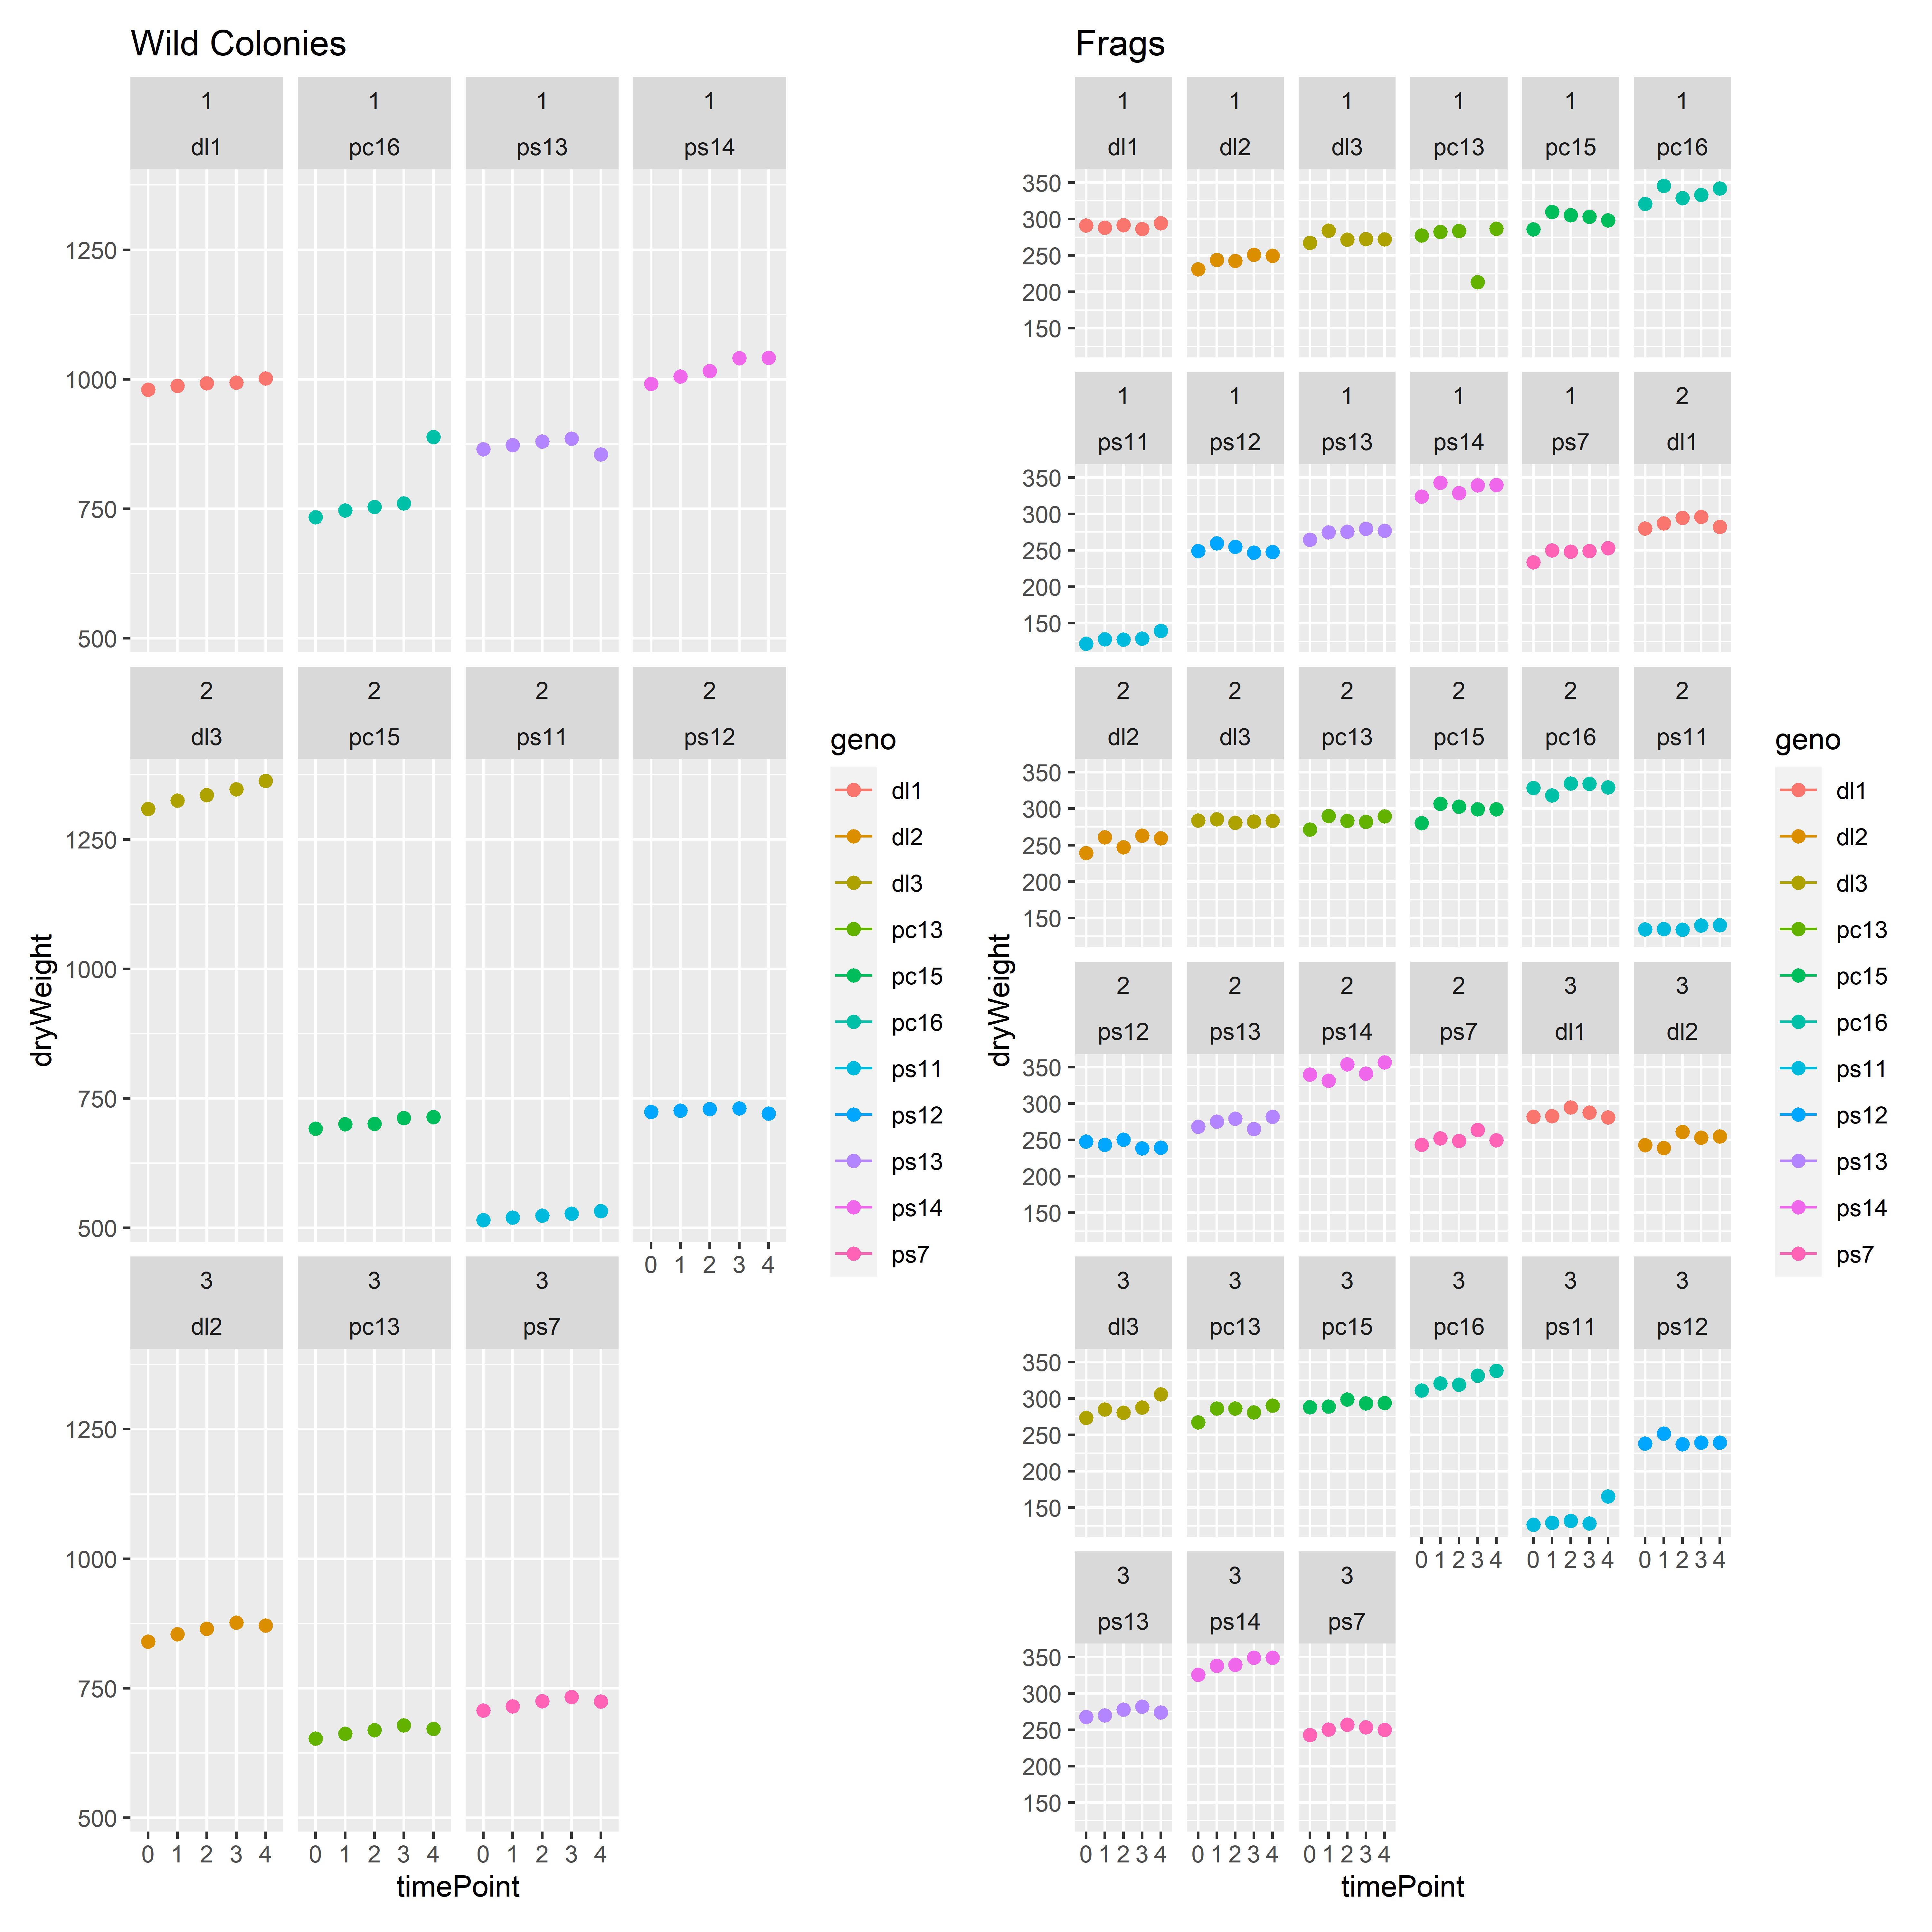 Wild Colonies
1 1 1 1
dl1 pc16 ps13 ps14
1250
1000
750
500
2 2 2 2
dl3 pc15 ps11 ps12
1250
1000
750
500
0 1 2 3 4
3 3 3
dl2 pc13 ps7
1250
1000
750
500
0 1 2 3 4 0 1 2 3 4 0 1 2 3 4
timePoint
dryWeight
geno
dl1
dl2
dl3
pc13
pc15
pc16
ps11
ps12
ps13
ps14
ps7
Frags
1 1 1 1 1 1
dl1 dl2 dl3 pc13 pc15 pc16
350
300
250
200
150
1 1 1 1 1 2
ps11 ps12 ps13 ps14 ps7 dl1
350
300
250
200
150
2 2 2 2 2 2
dl2 dl3 pc13 pc15 pc16 ps11
350
300
250
200
150
2 2 2 2 3 3
ps12 ps13 ps14 ps7 dl1 dl2
350
300
250
200
150
3 3 3 3 3 3
dl3 pc13 pc15 pc16 ps11 ps12
350
300
250
200
150
0 1 2 3 4 0 1 2 3 4 0 1 2 3 4
3 3 3
ps13 ps14 ps7
350
300
250
200
150
0 1 2 3 4 0 1 2 3 4 0 1 2 3 4
timePoint
dryWeight
geno
dl1
dl2
dl3
pc13
pc15
pc16
ps11
ps12
ps13
ps14
ps7